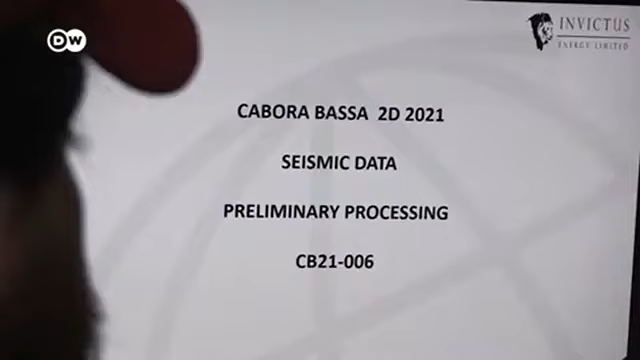 DW
INVICTUS
ENERGY LIMITED
CABORA BASSA 2D 2021
SEISMIC DATA
PRELIMINARY PROCESSING
CB21-006